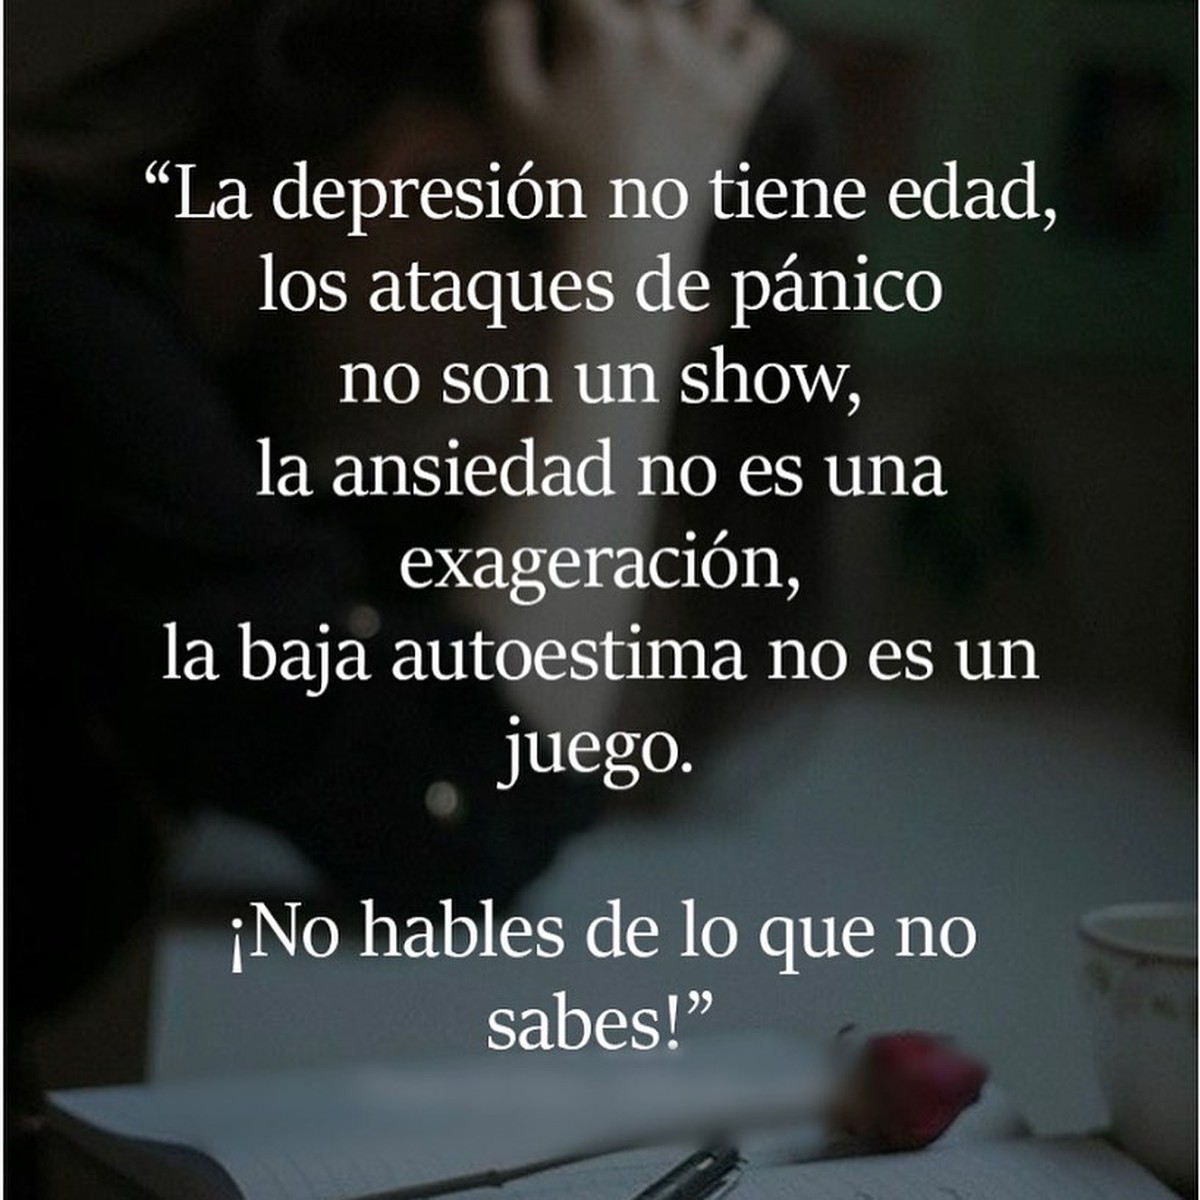 “La depresión no tiene edad,
los ataques de pánico
no son un show,
la ansiedad no es una
exageración,
la baja autoestima no es un
juego.
¡No hables de lo que no
sabes!”